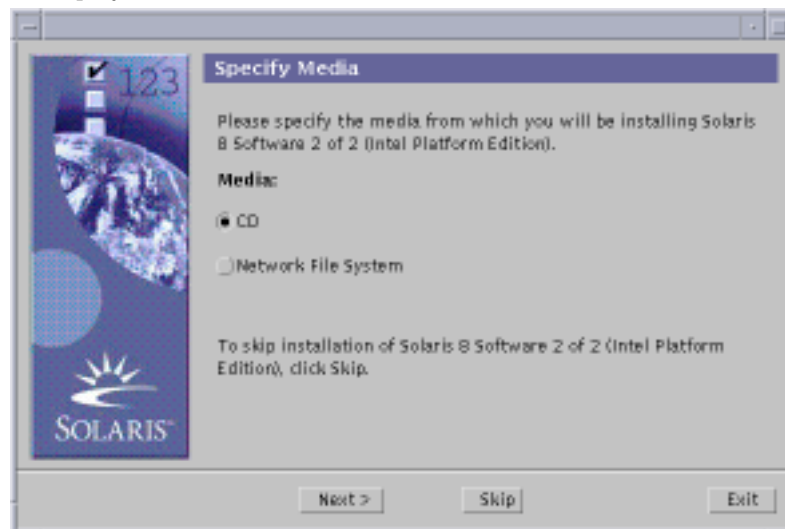 123
Specify Media
Please specify the media from which you will be installing Solaris
8 Software 2 of 2 (Intel Platform Edition).
Media:
CD
Network File System
To skip installation of Solaris 8 Software 2 of 2 (Intel Platform
Edition), click Skip.
SOLARIS™
Next >
Skip
Exit